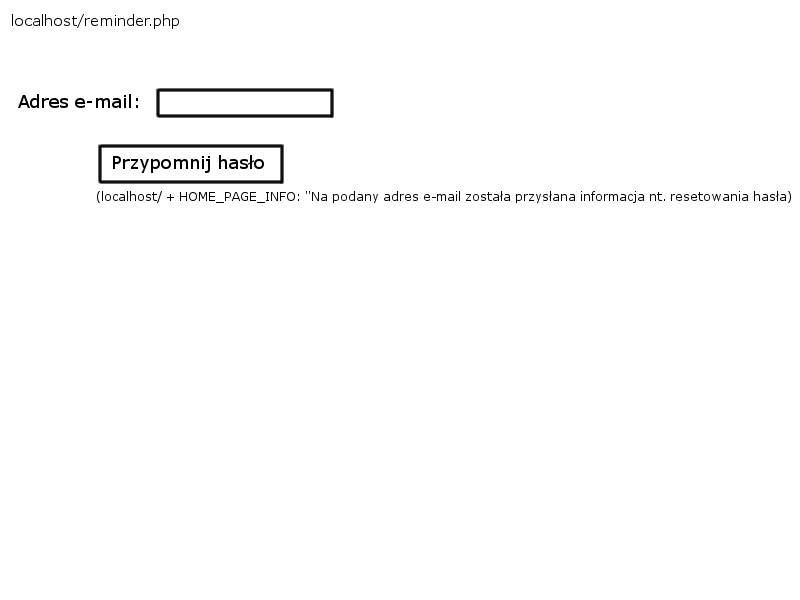 localhost/reminder.php
Adres e-mail:
Przypomnij hasło
(localhost/ + HOME_PAGE_INFO: "Na podany adres e-mail została przysłana informacja nt. resetowania hasła)